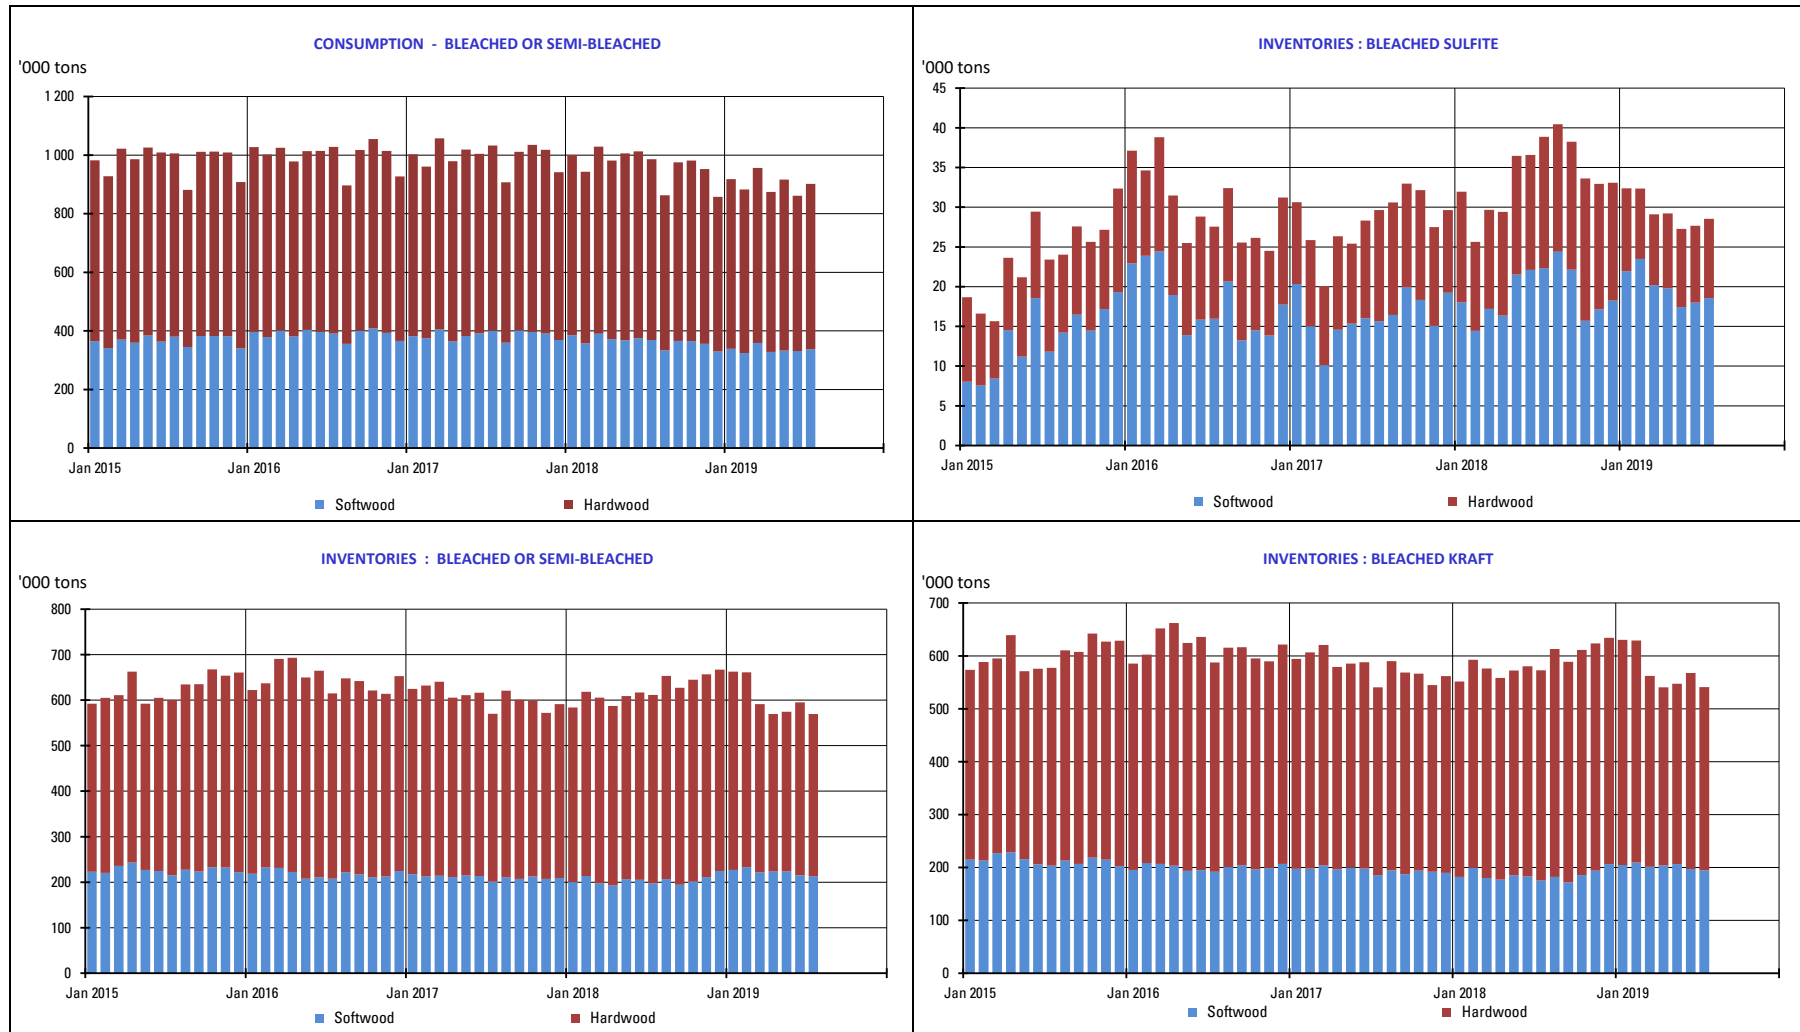 CONSUMPTION - BLEACHED OR SEMI-BLEACHED
'000 tons
1 200
1 000
800
600
400
200
0
Jan 2015 Jan 2016 Jan 2017 Jan 2018 Jan 2019
Softwood Hardwood
INVENTORIES : BLEACHED SULFITE
'000 tons
45
40
35
30
25
20
15
10
5
0
Jan 2015 Jan 2016 Jan 2017 Jan 2018 Jan 2019
Softwood Hardwood
INVENTORIES : BLEACHED OR SEMI-BLEACHED
'000 tons
800
700
600
500
400
300
200
100
0
Jan 2015 Jan 2016 Jan 2017 Jan 2018 Jan 2019
Softwood Hardwood
INVENTORIES : BLEACHED KRAFT
'000 tons
700
600
500
400
300
200
100
0
Jan 2015 Jan 2016 Jan 2017 Jan 2018 Jan 2019
Softwood Hardwood